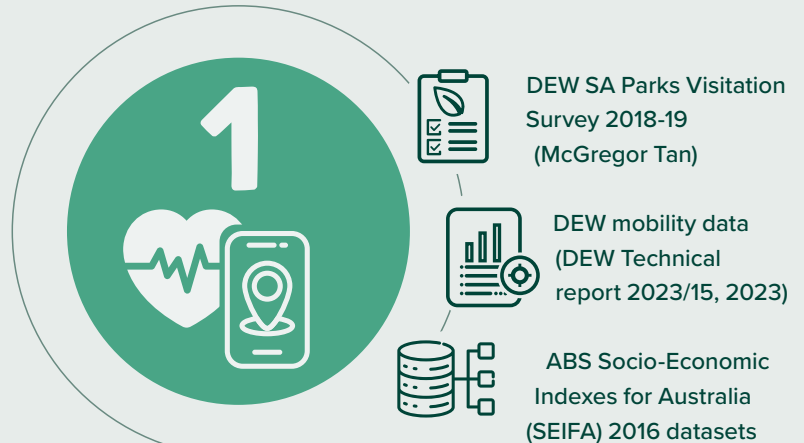 1
DEW SA Parks Visitation
Survey 2018-19
(McGregor Tan)
DEW mobility data
(DEW Technical
report 2023/15, 2023)
ABS Socio-Economic
Indexes for Australia
(SEIFA) 2016 datasets